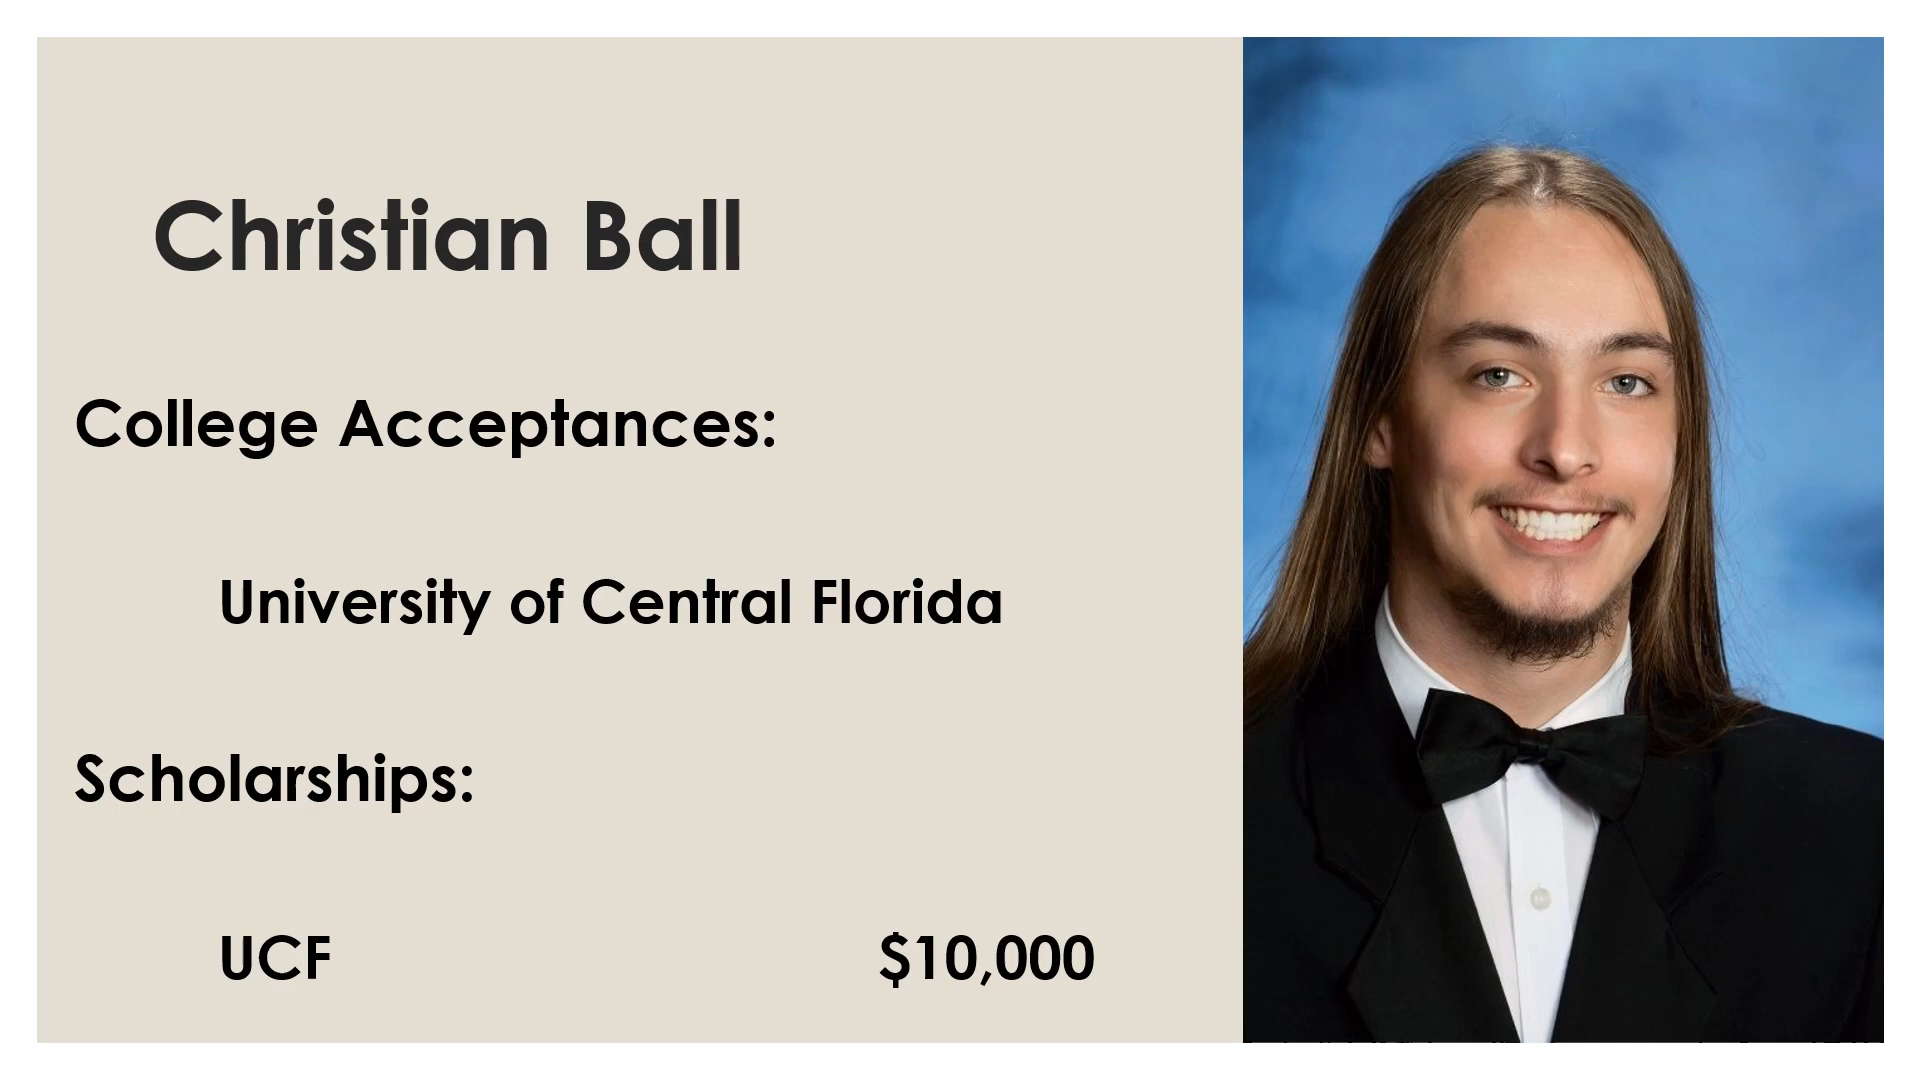 Christian Ball
College Acceptances:
University of Central Florida
Scholarships:
UCF $10,000